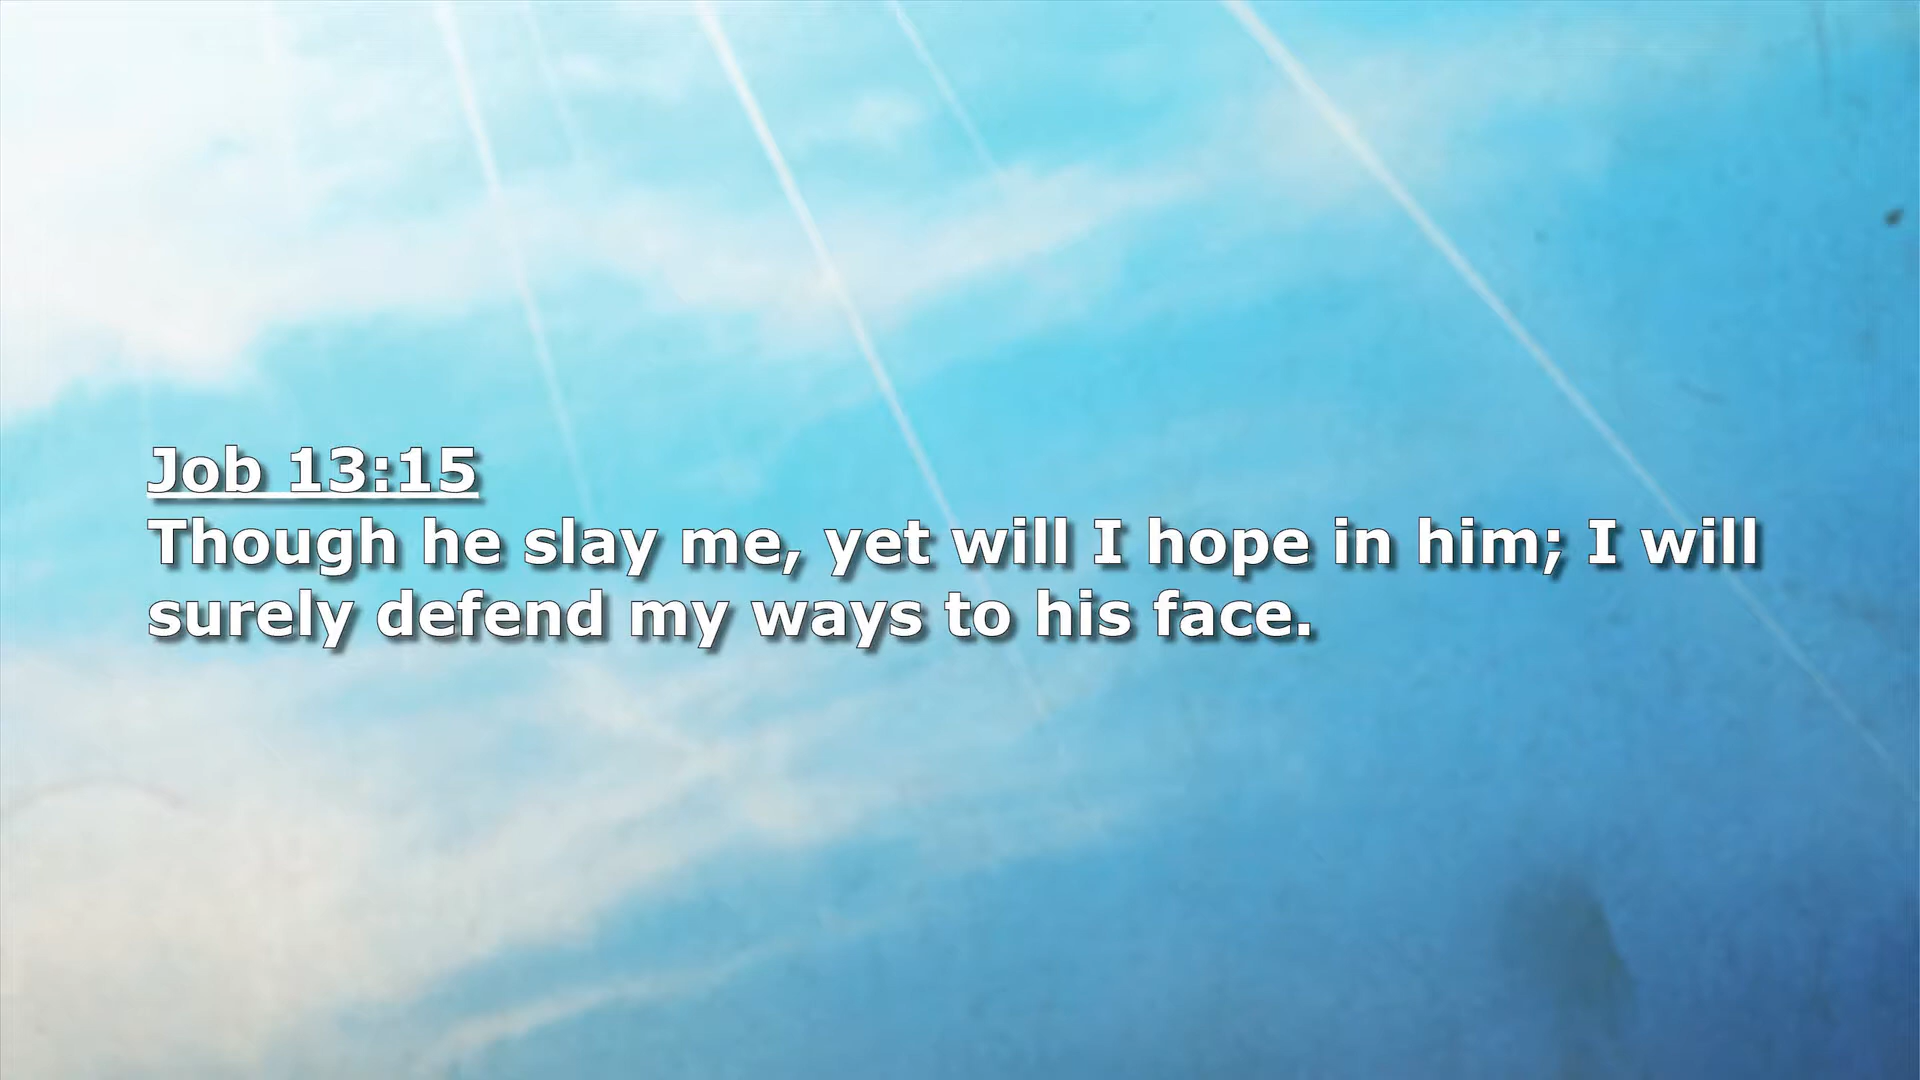 Job 13:15
Though he slay me, yet will I hope in him; I will
surely defend my ways to his face.